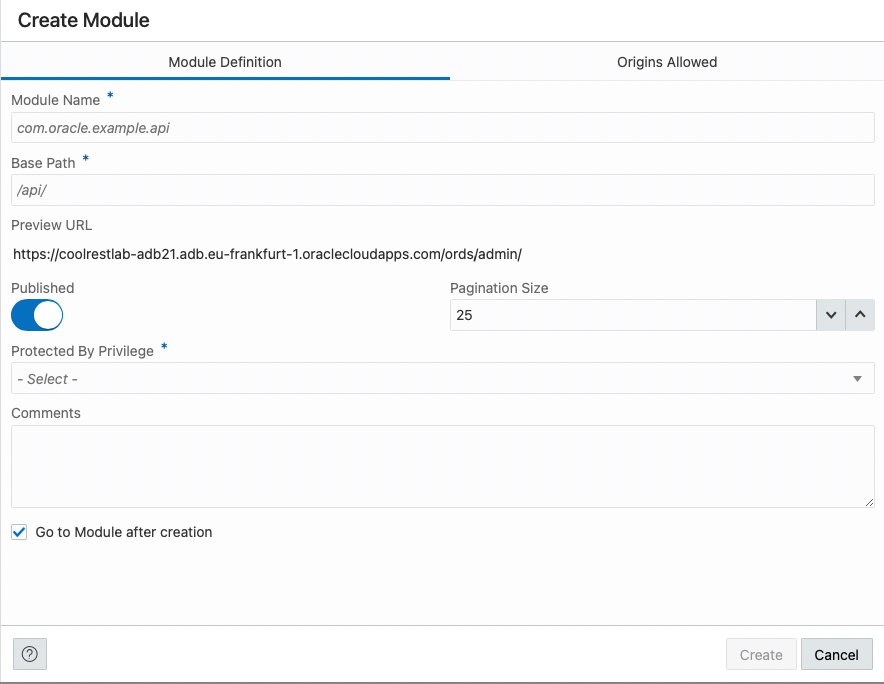 Create Module
Module Definition
Origins Allowed
Module Name *
com.oracle.example.api
Base Path *
/api/
Preview URL
https://coolrestlab-adb21.adb.eu-frankfurt-1.oraclecloudapps.com/ords/admin/
Published
Pagination Size
25
Protected By Privilege *
- Select -
Comments
Go to Module after creation
?
Create
Cancel